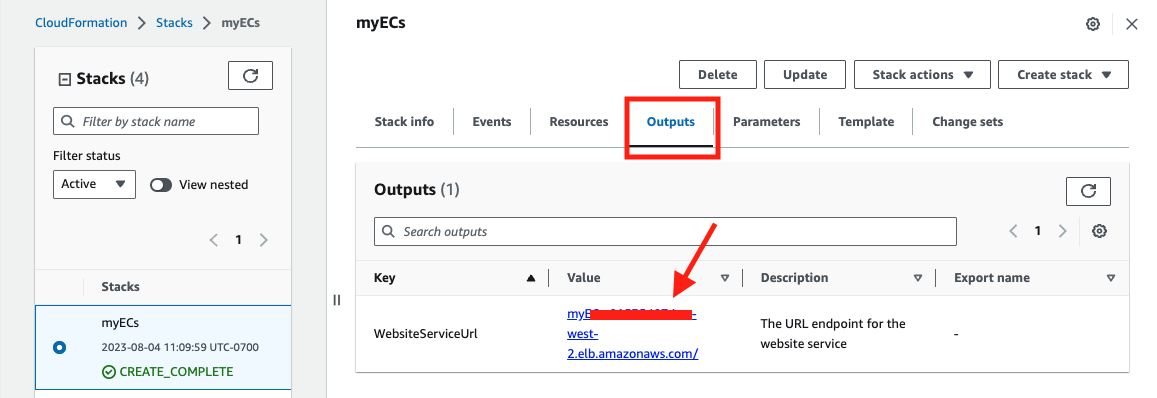 CloudFormation > Stacks > myECs
Stacks (4)
Filter by stack name
Filter status
Active
View nested
1
Stacks
myECs
2023-08-04 11:09:59 UTC-0700
CREATE_COMPLETE
myECs
Delete
Update
Stack actions
Create stack
Stack info
Events
Resources
Outputs
Parameters
Template
Change sets
Outputs (1)
Search outputs
1
Key
Value
Description
Export name
WebsiteServiceUrl
west-
2.elb.amazonaws.com/
The URL endpoint for the
website service
-